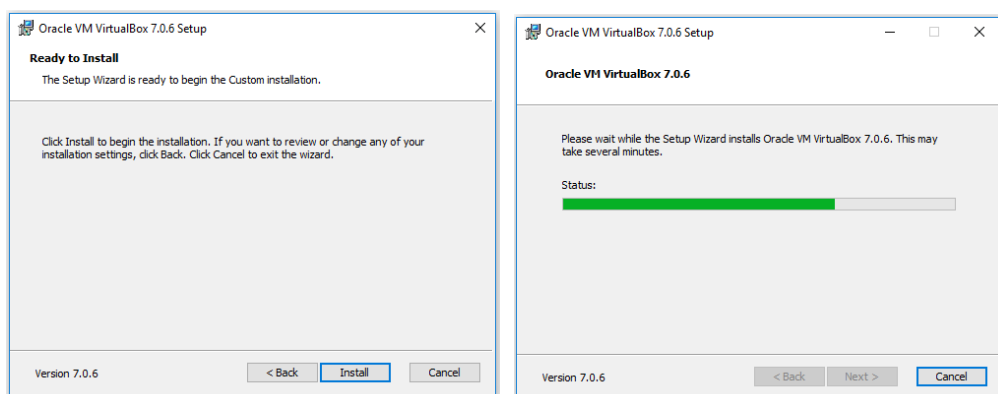 Oracle VM VirtualBox 7.0.6 Setup
Ready to Install
The Setup Wizard is ready to begin the Custom installation.
Click Install to begin the installation. If you want to review or change any of your
installation settings, click Back. Click Cancel to exit the wizard.
Version 7.0.6
< Back
Install
Cancel
Oracle VM VirtualBox 7.0.6 Setup
Oracle VM VirtualBox 7.0.6
Please wait while the Setup Wizard installs Oracle VM VirtualBox 7.0.6. This may
take several minutes.
Status:
Version 7.0.6
< Back
Next >
Cancel